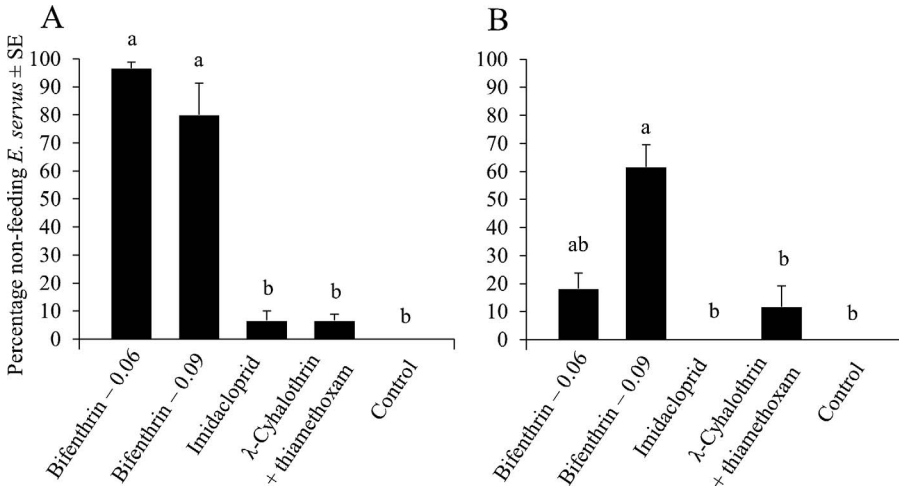 A
B
Percentage non-feeding E. servus ± SE
100
90
80
70
60
50
40
30
20
10
0
a
a
b
b
b
Bifenthrin – 0.06
Bifenthrin – 0.09
Imidacloprid
λ-Cyhalothrin
+ thiamethoxam
Control
100
90
80
70
60
50
40
30
20
10
0
ab
a
b
b
b
Bifenthrin – 0.06
Bifenthrin – 0.09
Imidacloprid
λ-Cyhalothrin
+ thiamethoxam
Control